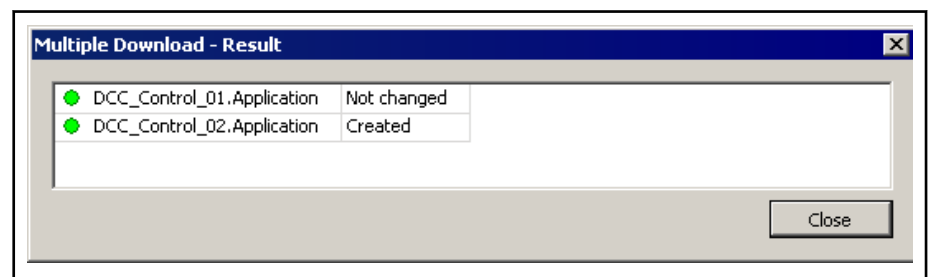 Multiple Download - Result
DCC_Control_01.Application Not changed
DCC_Control_02.Application Created
Close